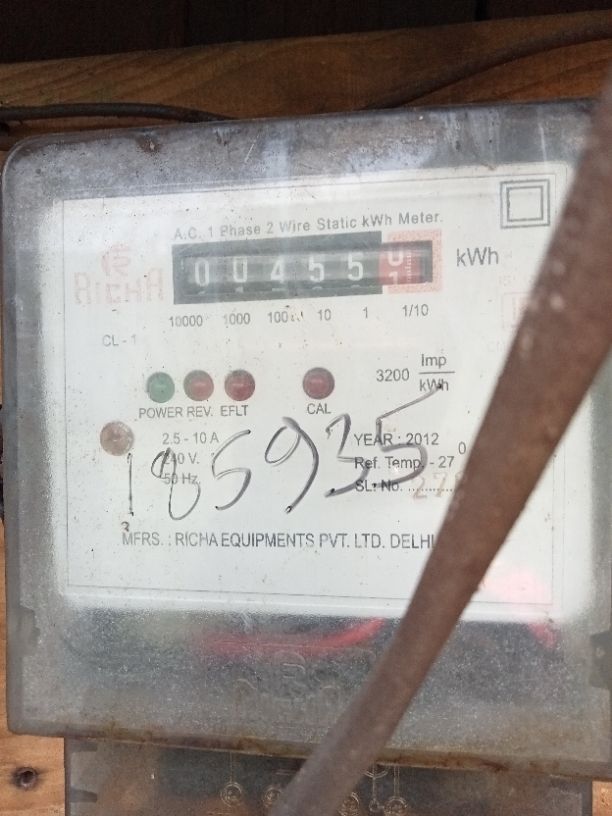 A.C. 1 Phase 2 Wire Static kWh Meter.
RICHA
0 0 4 5 5
kWh
10000 1000 100 10 1 1/10
CL - 1
3200 Imp/kWh
POWER REV. EFLT CAL
2.5 - 10 A
240 V.
50 Hz.
YEAR : 2012
Ref. Temp. - 27 0
SL. No.
185935
MFRS. : RICHA EQUIPMENTS PVT. LTD. DELHI